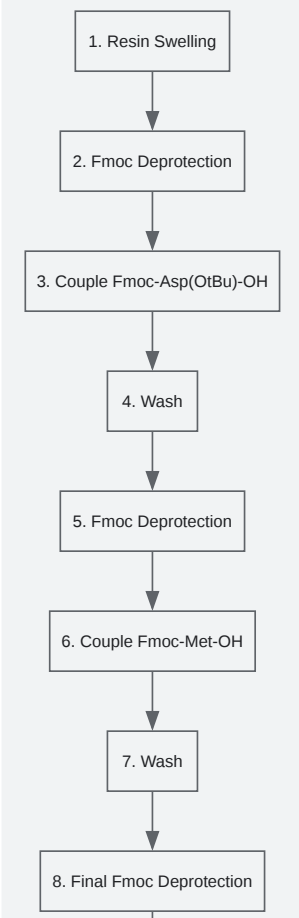 1. Resin Swelling
2. Fmoc Deprotection
3. Couple Fmoc-Asp(OtBu)-OH
4. Wash
5. Fmoc Deprotection
6. Couple Fmoc-Met-OH
7. Wash
8. Final Fmoc Deprotection